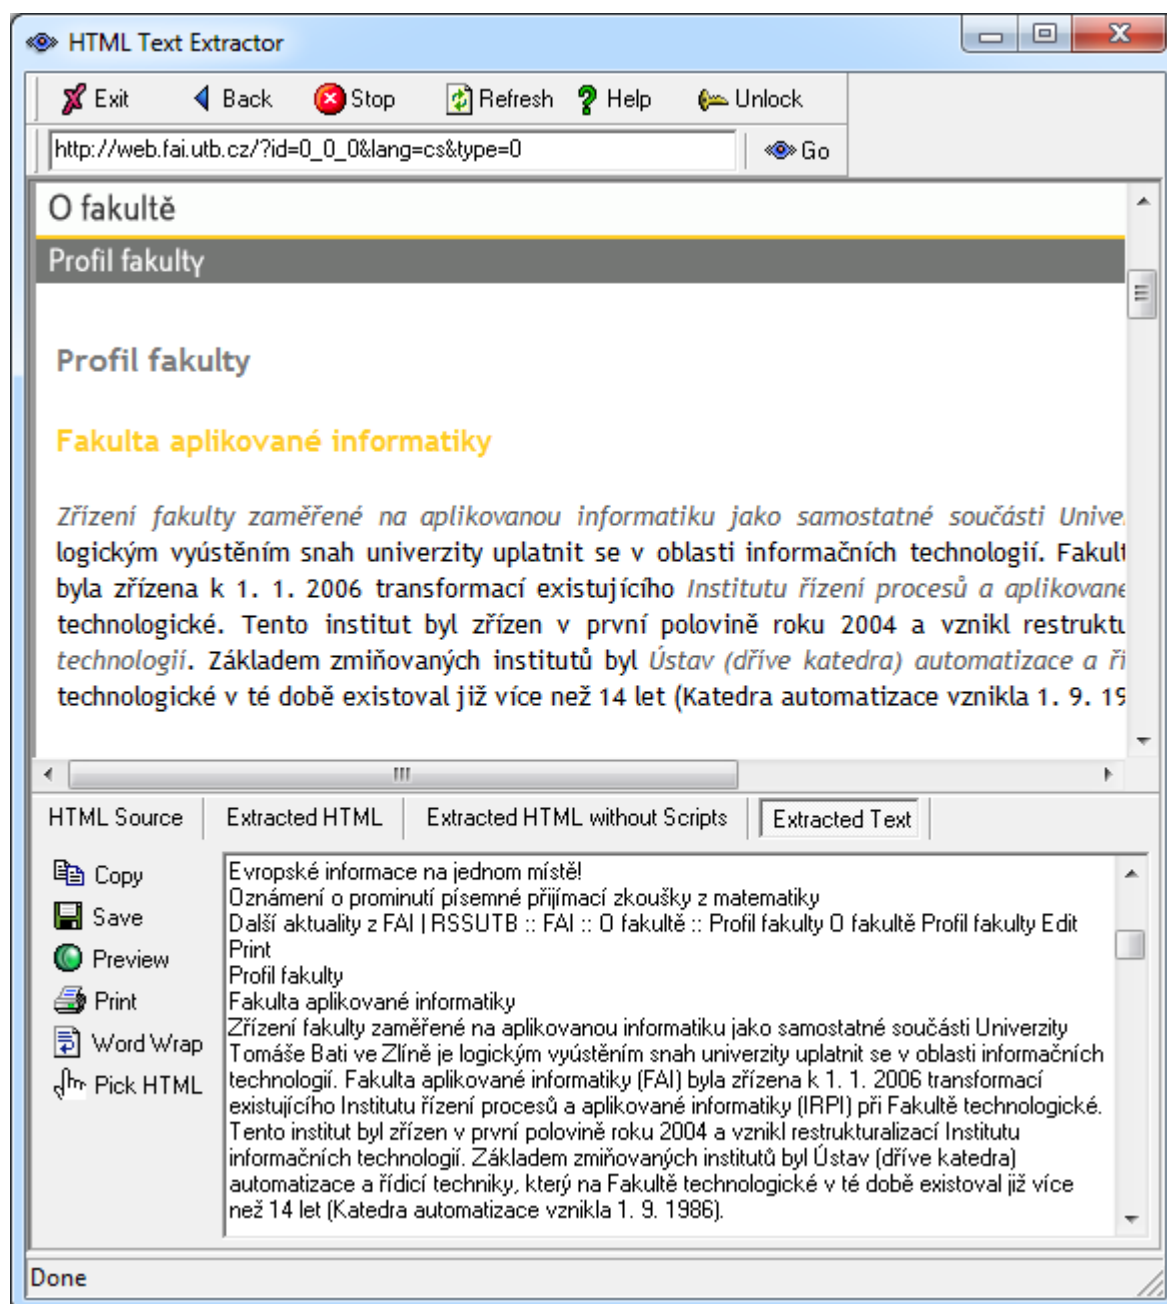 HTML Text Extractor
Exit Back Stop Refresh Help Unlock
http://web.fai.utb.cz/?id=0_0_0&lang=cs&type=0 Go
O fakultě
Profil fakulty
Profil fakulty
Fakulta aplikované informatiky
Zřízení fakulty zaměřené na aplikovanou informatiku jako samostatné součásti Unive
logickým vyústěním snah univerzity uplatnit se v oblasti informačních technologií. Fakult
byla zřízena k 1. 1. 2006 transformací existujícího Institutu řízení procesů a aplikované
technologické. Tento institut byl zřízen v první polovině roku 2004 a vznikl restruktu
technologií. Základem zmiňovaných institutů byl Ústav (dříve katedra) automatizace a ři
technologické v té době existoval již více než 14 let (Katedra automatizace vznikla 1. 9. 19
HTML Source Extracted HTML Extracted HTML without Scripts Extracted Text
Copy
Save
Preview
Print
Word Wrap
Pick HTML
Evropské informace na jednom místě!
Oznámení o prominutí písemné přijímací zkoušky z matematiky
Další aktuality z FAI | RSSUTB :: FAI :: O fakultě :: Profil fakulty O fakultě Profil fakulty Edit
Print
Profil fakulty
Fakulta aplikované informatiky
Zřízení fakulty zaměřené na aplikovanou informatiku jako samostatné součásti Univerzity
Tomáše Bati ve Zlíně je logickým vyústěním snah univerzity uplatnit se v oblasti informačních
technologií. Fakulta aplikované informatiky (FAI) byla zřízena k 1. 1. 2006 transformací
existujícího Institutu řízení procesů a aplikované informatiky (IRPI) při Fakultě technologické.
Tento institut byl zřízen v první polovině roku 2004 a vznikl restrukturalizací Institutu
informačních technologií. Základem zmiňovaných institutů byl Ústav (dříve katedra)
automatizace a řídicí techniky, který na Fakultě technologické v té době existoval již více
než 14 let (Katedra automatizace vznikla 1. 9. 1986).
Done